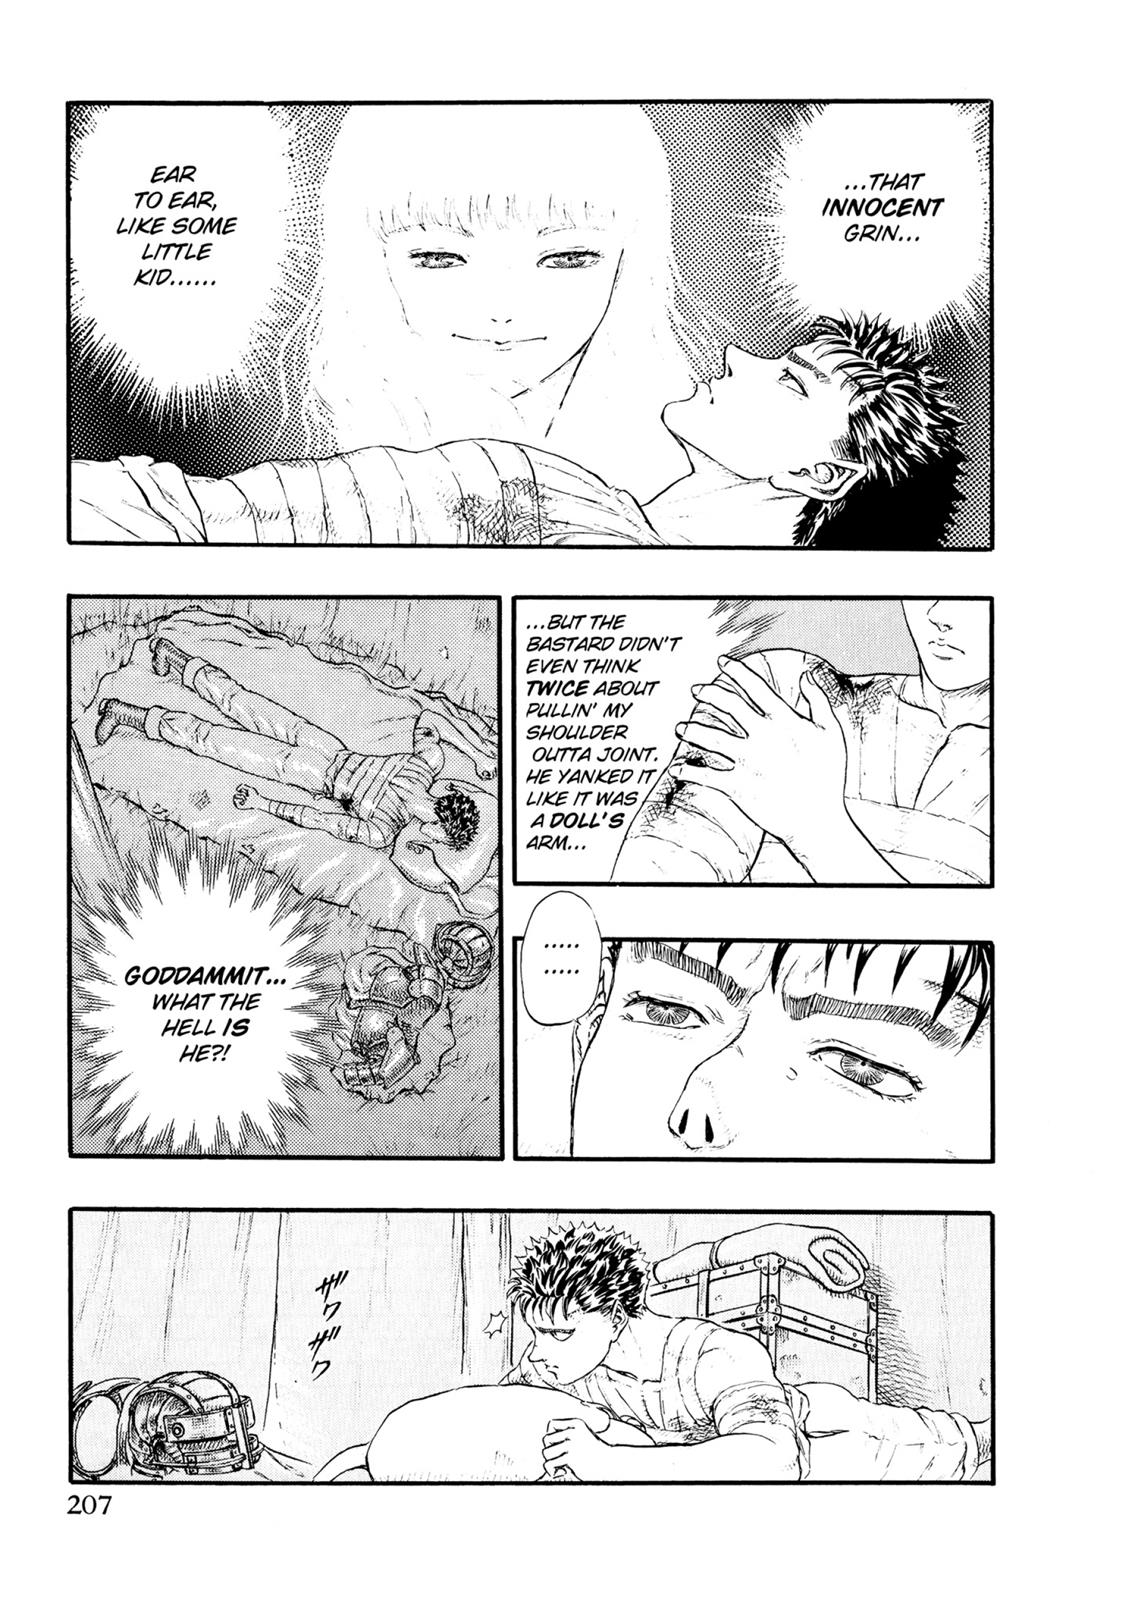 ...THAT
INNOCENT
GRIN...
EAR
TO EAR,
LIKE SOME
LITTLE
KID......
...BUT THE
BASTARD DIDN'T
EVEN THINK
TWICE ABOUT
PULLIN' MY
SHOULDER
OUTTA JOINT.
HE YANKED IT
LIKE IT WAS
A DOLL'S
ARM...
.....
.....
GODDAMMIT...
WHAT THE
HELL IS
HE?!
ザワザワ
207